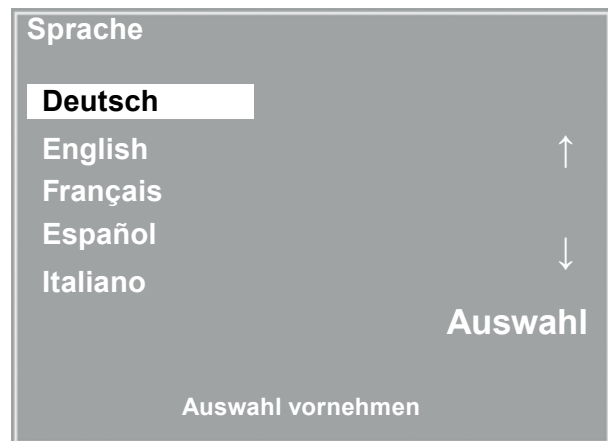 Sprache
Deutsch
English
↑
Français
Español
↓
Italiano
Auswahl
Auswahl vornehmen